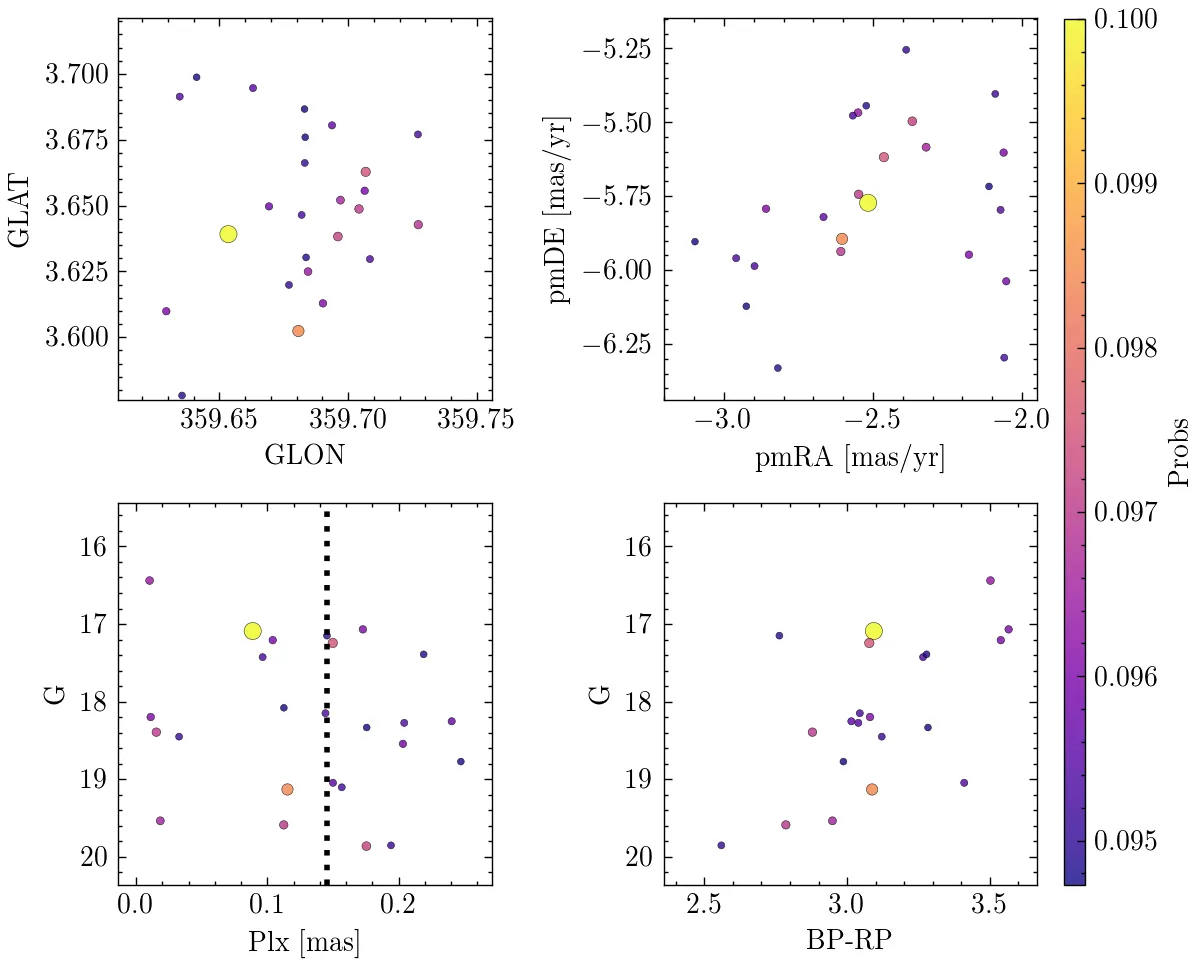 3.700
3.675
3.650
3.625
3.600
GLAT
359.65 359.70 359.75
GLON
−5.25
−5.50
−5.75
−6.00
−6.25
pmDE [mas/yr]
−3.0 −2.5 −2.0
pmRA [mas/yr]
16
17
18
19
20
G
0.0 0.1 0.2
Plx [mas]
16
17
18
19
20
G
2.5 3.0 3.5
BP-RP
0.100
0.099
0.098
0.097
0.096
0.095
Probs